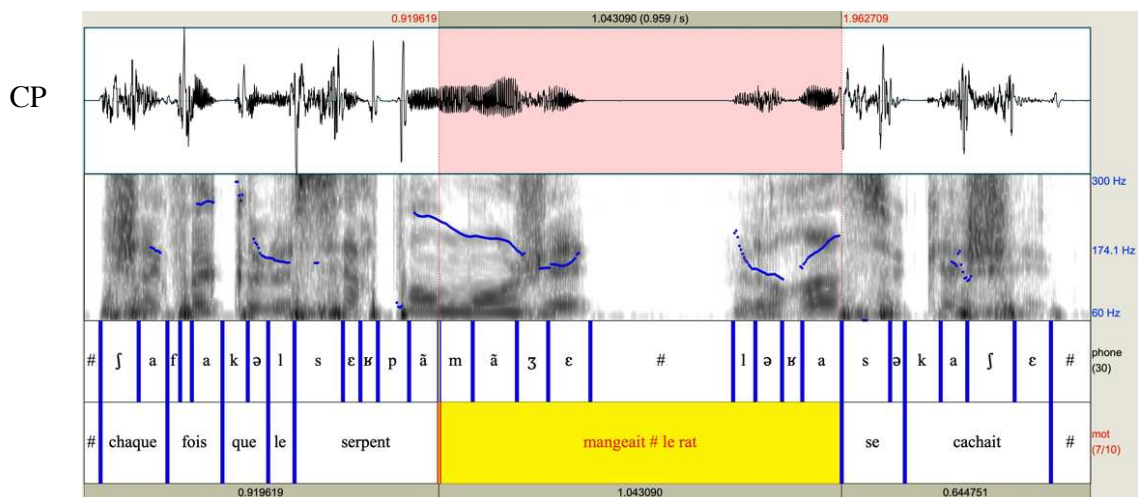 0.919619 1.043090 (0.959 / s) 1.962709
CP
300 Hz
174.1 Hz
60 Hz
# ʃ a f a k ə l s ɛ ʁ p ã m ã ʒ ɛ # l ə ʁ a s ə k a ʃ ɛ # phone
(30)
# chaque fois que le serpent mangeait # le rat se cachait # mot
(7/10)
0.919619 1.043090 0.644751